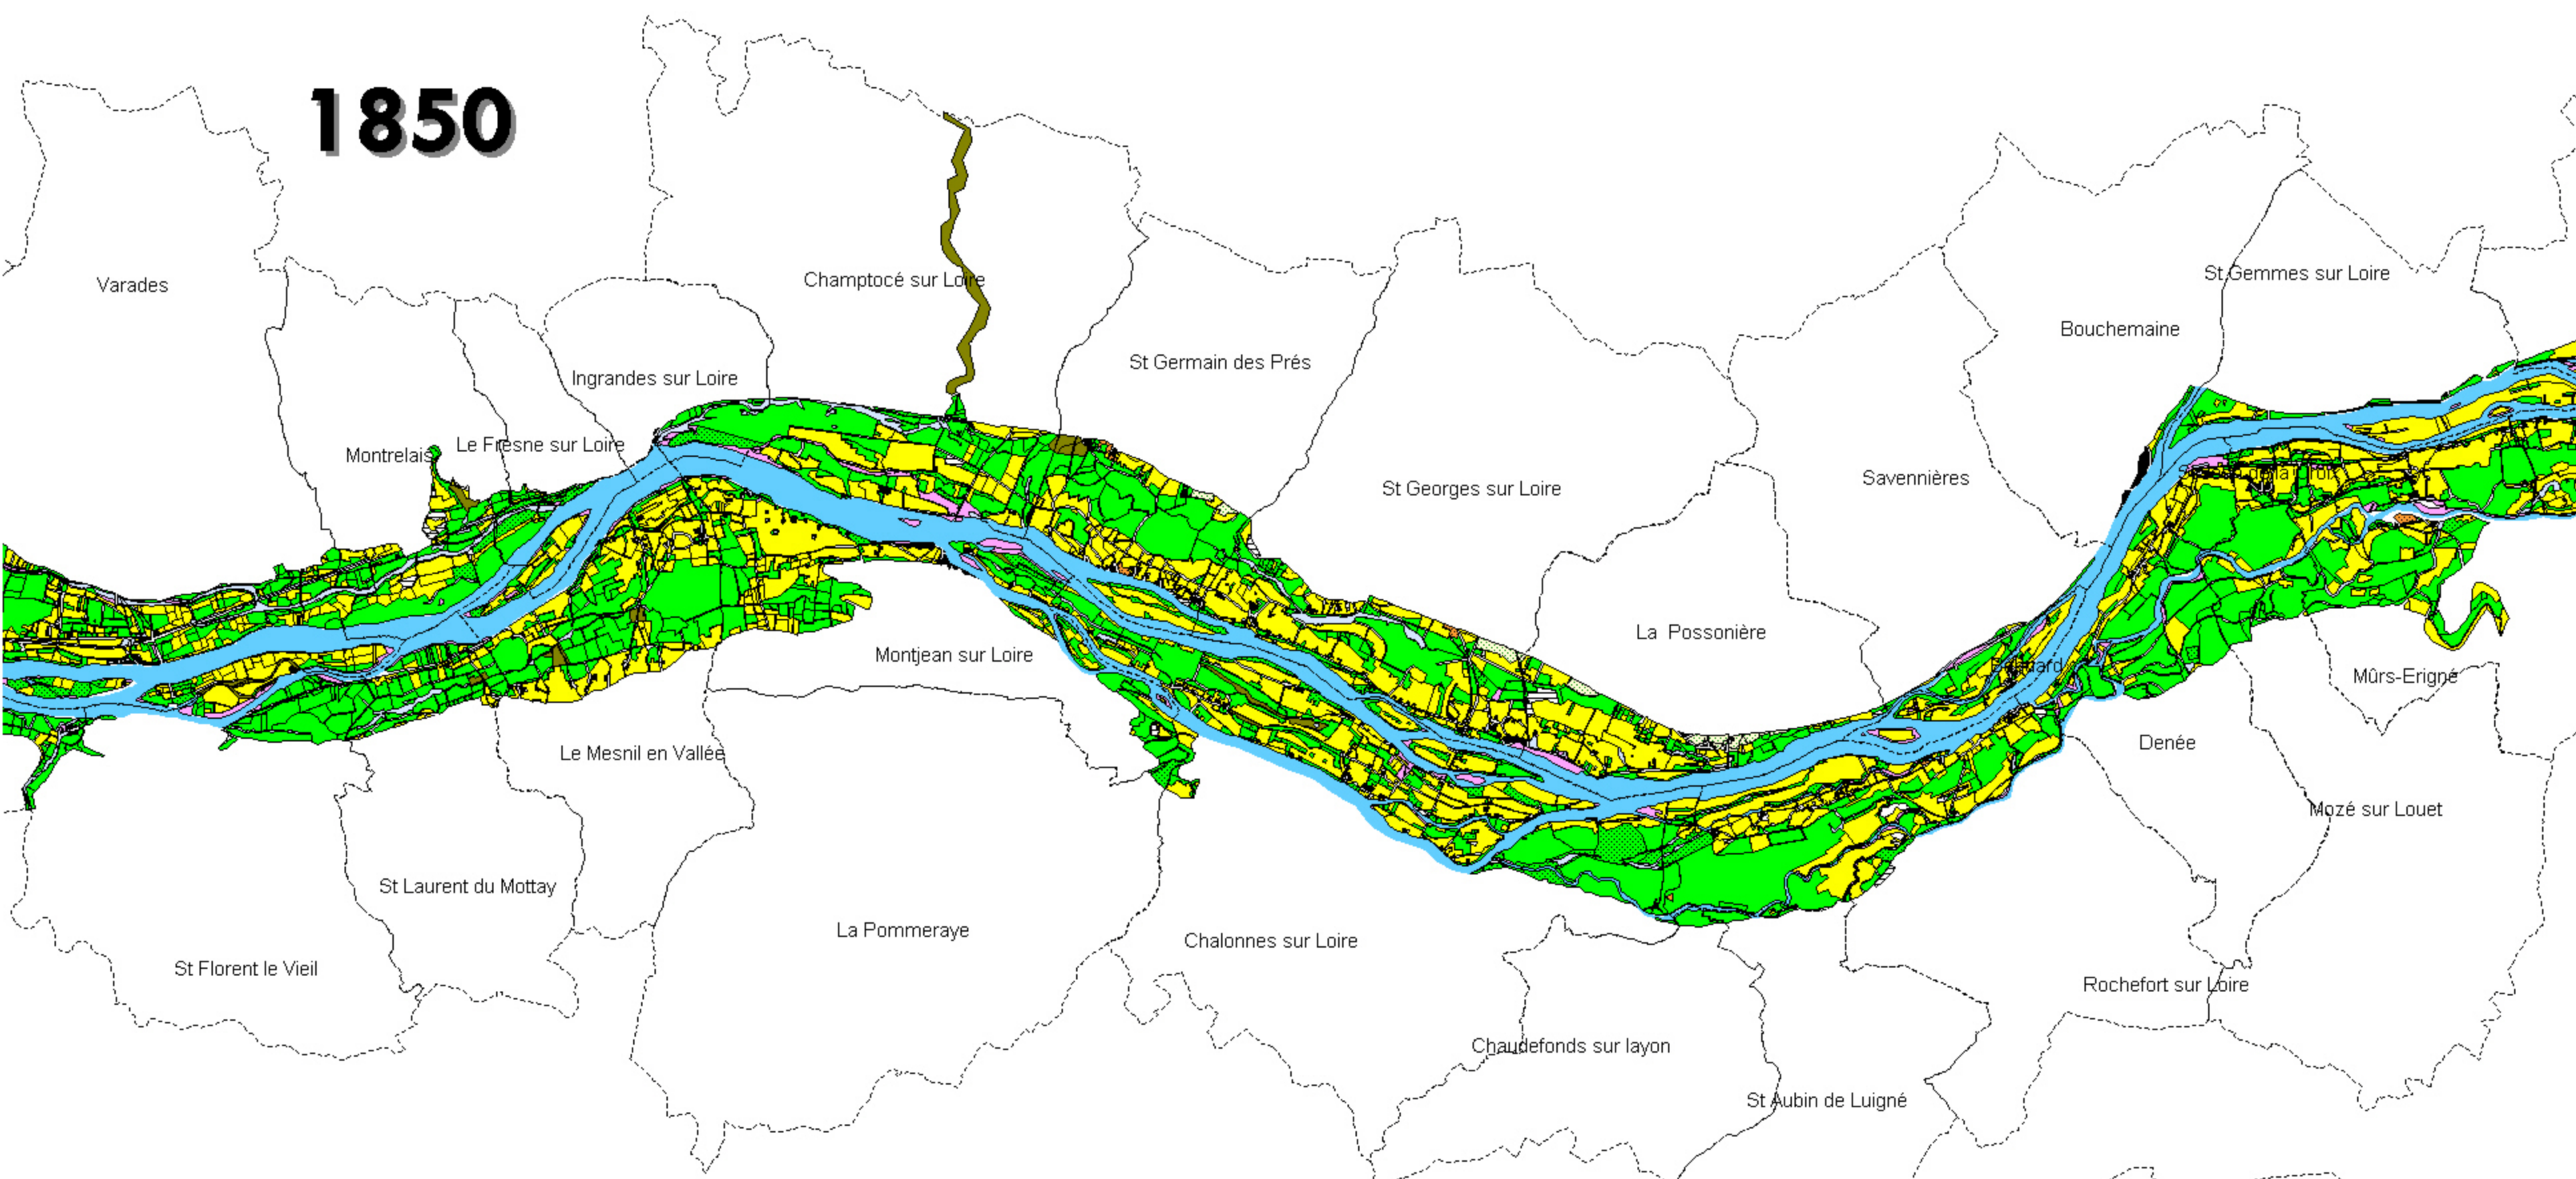 1850
Varades
Champtocé sur Loire
St Gemmes sur Loire
Bouchemaine
St Germain des Prés
Ingrandes sur Loire
Le Fresne sur Loire
Montrelais
Savennières
St Georges sur Loire
La Possonière
Montjean sur Loire
Mûrs-Erigné
Denée
Le Mesnil en Vallée
Mozé sur Louet
St Laurent du Mottay
La Pommeraye
Chalonnes sur Loire
St Florent le Vieil
Rochefort sur Loire
Chaudefonds sur layon
St Aubin de Luigné